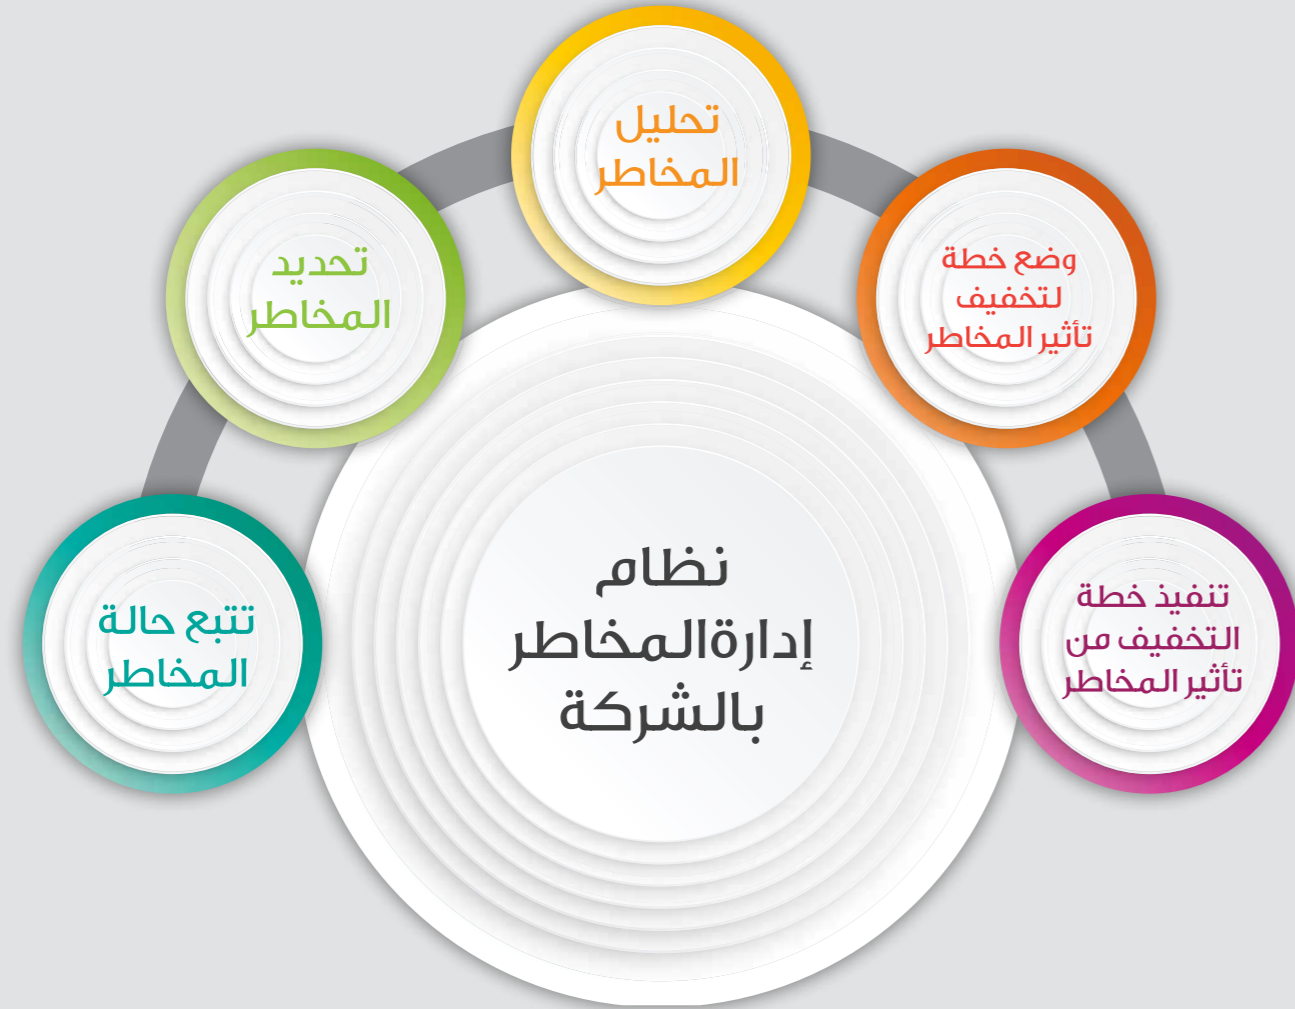 تحليل
المخاطر
وضع خطة
لتخفيف
تأثير المخاطر
تحديد
المخاطر
تنفيذ خطة
التخفيف من
تأثير المخاطر
تتبع حالة
المخاطر
نظام
إدارةالمخاطر
بالشركة